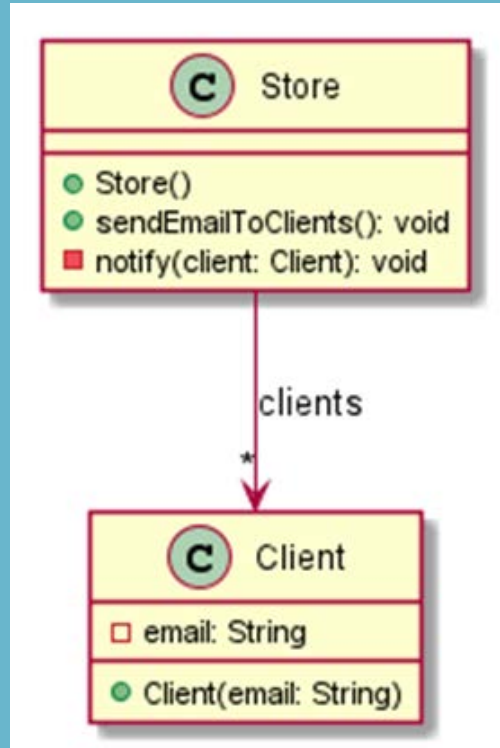 C Store
Store()
sendEmailToClients(): void
notify(client: Client): void
clients
*
C Client
email: String
Client(email: String)